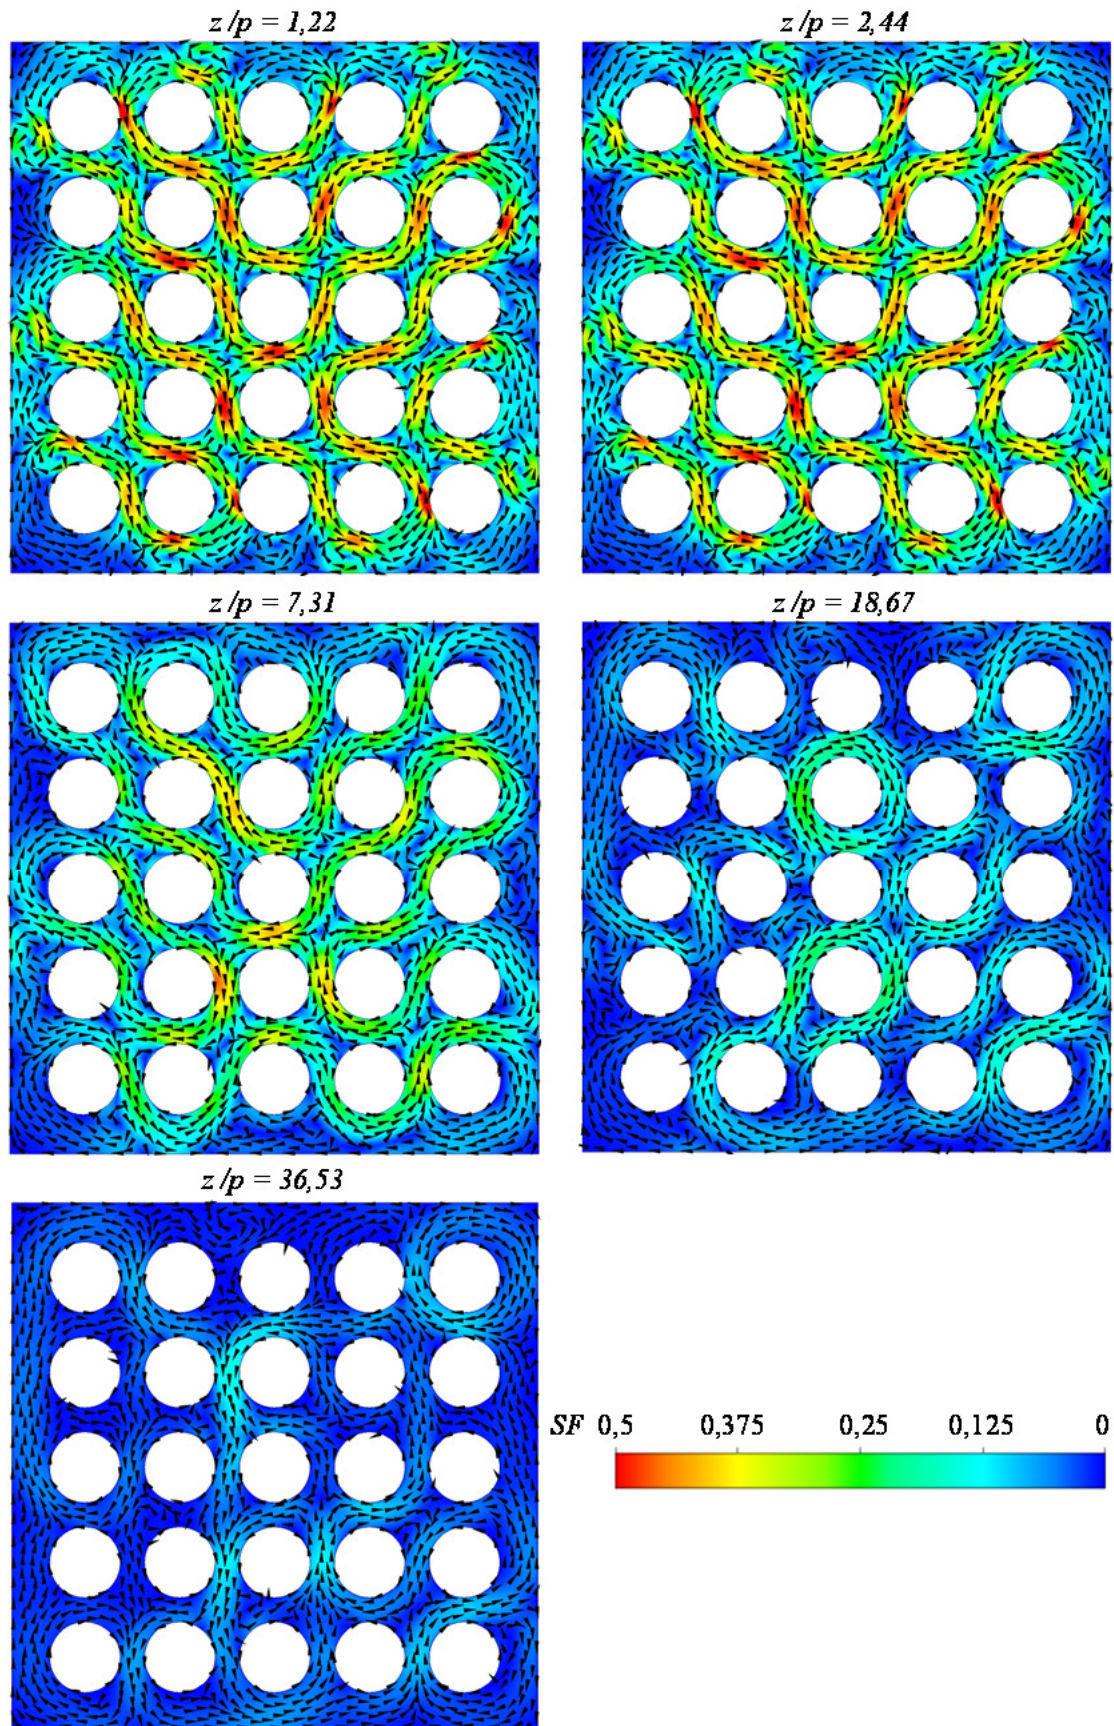 z/p = 1,22
z/p = 2,44
z/p = 7,31
z/p = 18,67
z/p = 36,53
SF 0,5 0,375 0,25 0,125 0